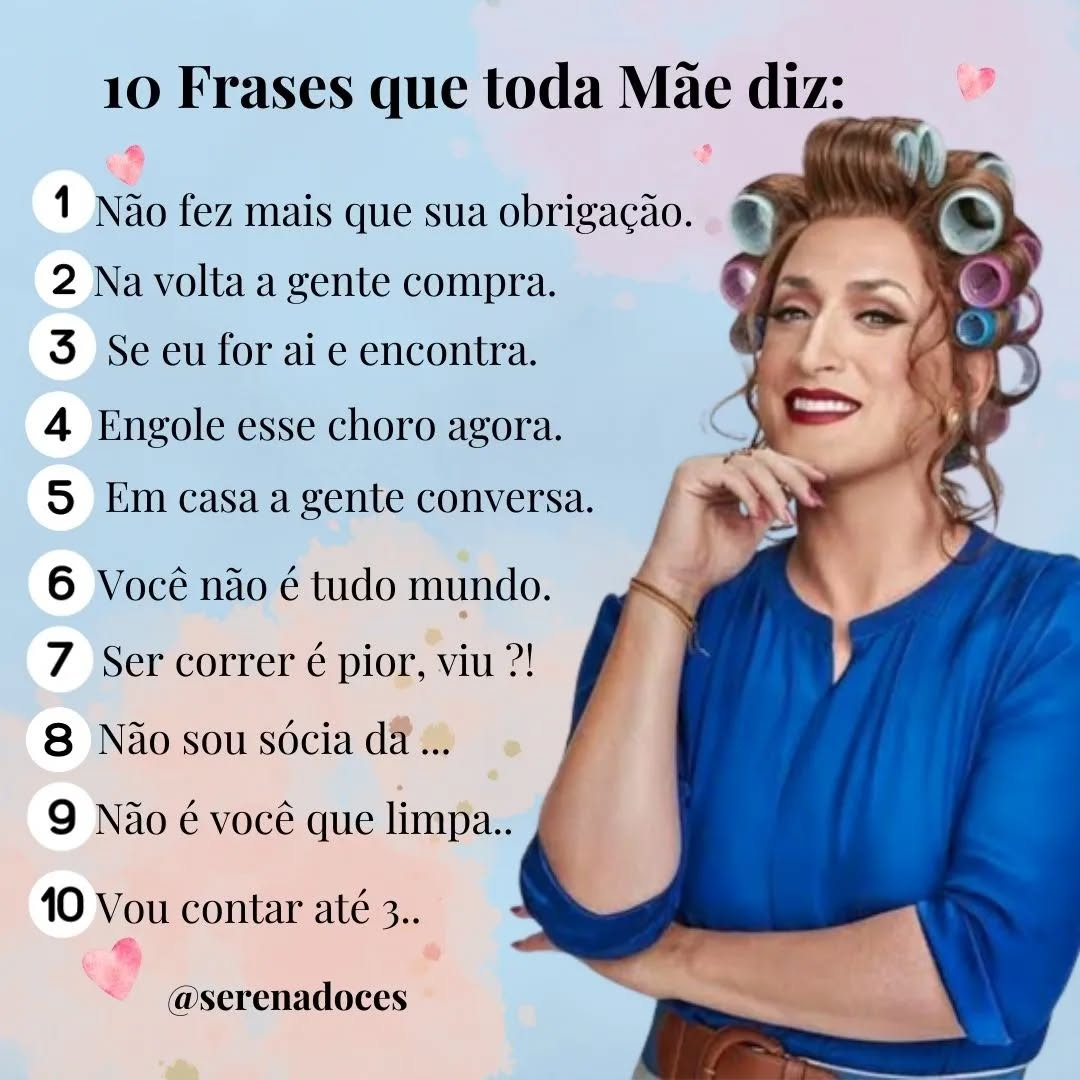 10 Frases que toda Mãe diz:
1 Não fez mais que sua obrigação.
2 Na volta a gente compra.
3 Se eu for ai e encontra.
4 Engole esse choro agora.
5 Em casa a gente conversa.
6 Você não é tudo mundo.
7 Ser correr é pior, viu ?!
8 Não sou sócia da ...
9 Não é você que limpa..
10 Vou contar até 3..
@serenadoces